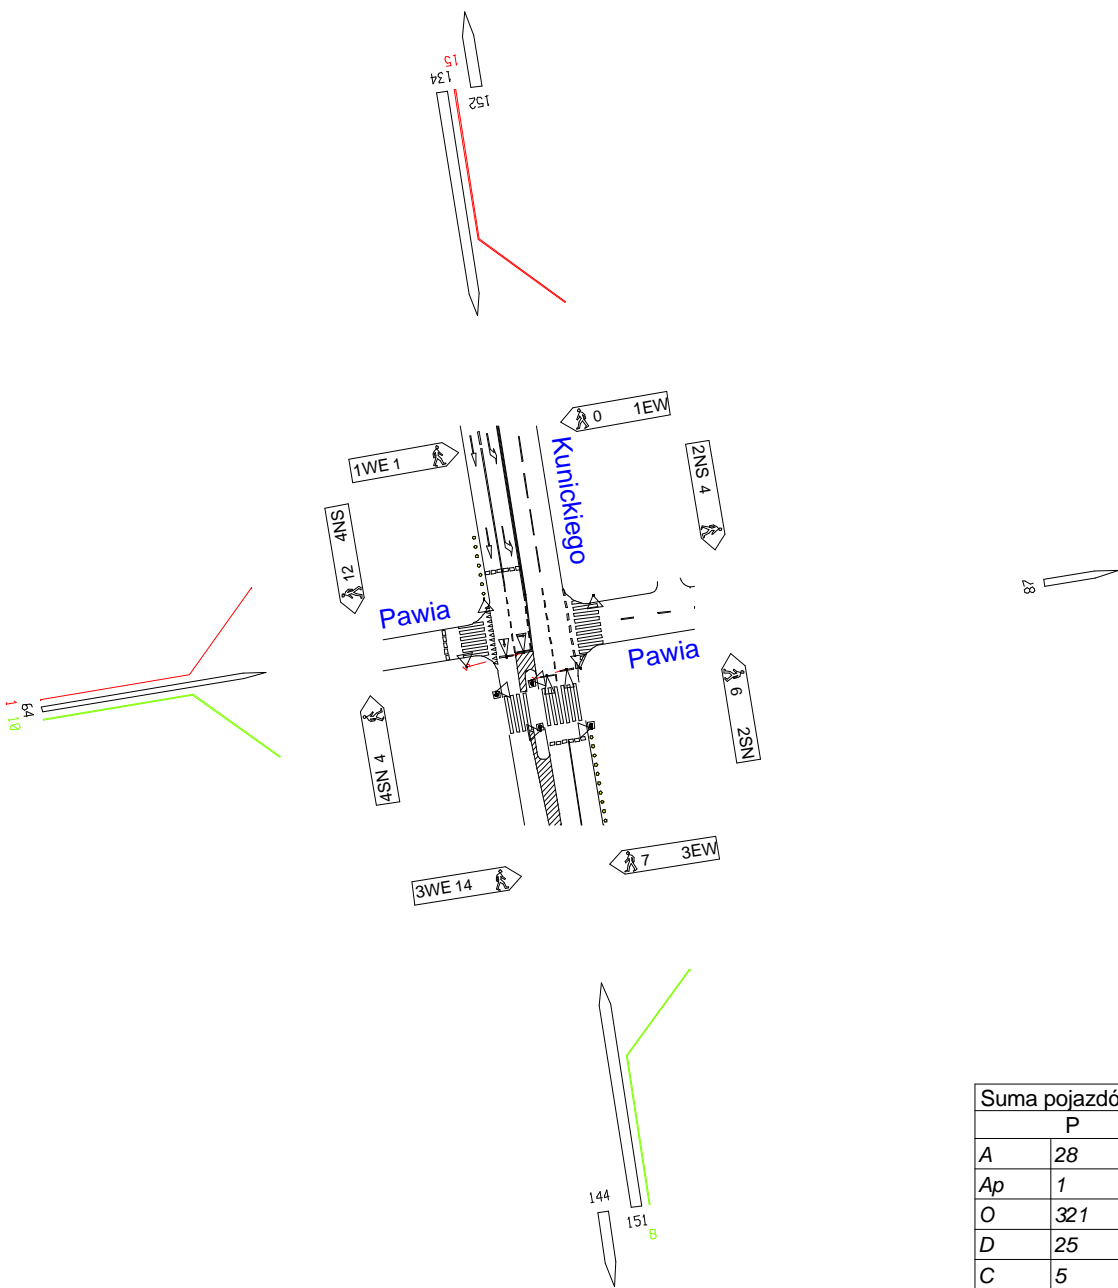 15
134
152
0 1EW
1WE 1
Kunickiego
2NS 4
12 4NS
87
Pawia
Pawia
1
64
10
6 2SN
4SN 4
7 3EW
3WE 14
144
151
8
Suma pojazdó
P
A 28
Ap 1
O 321
D 25
C 5